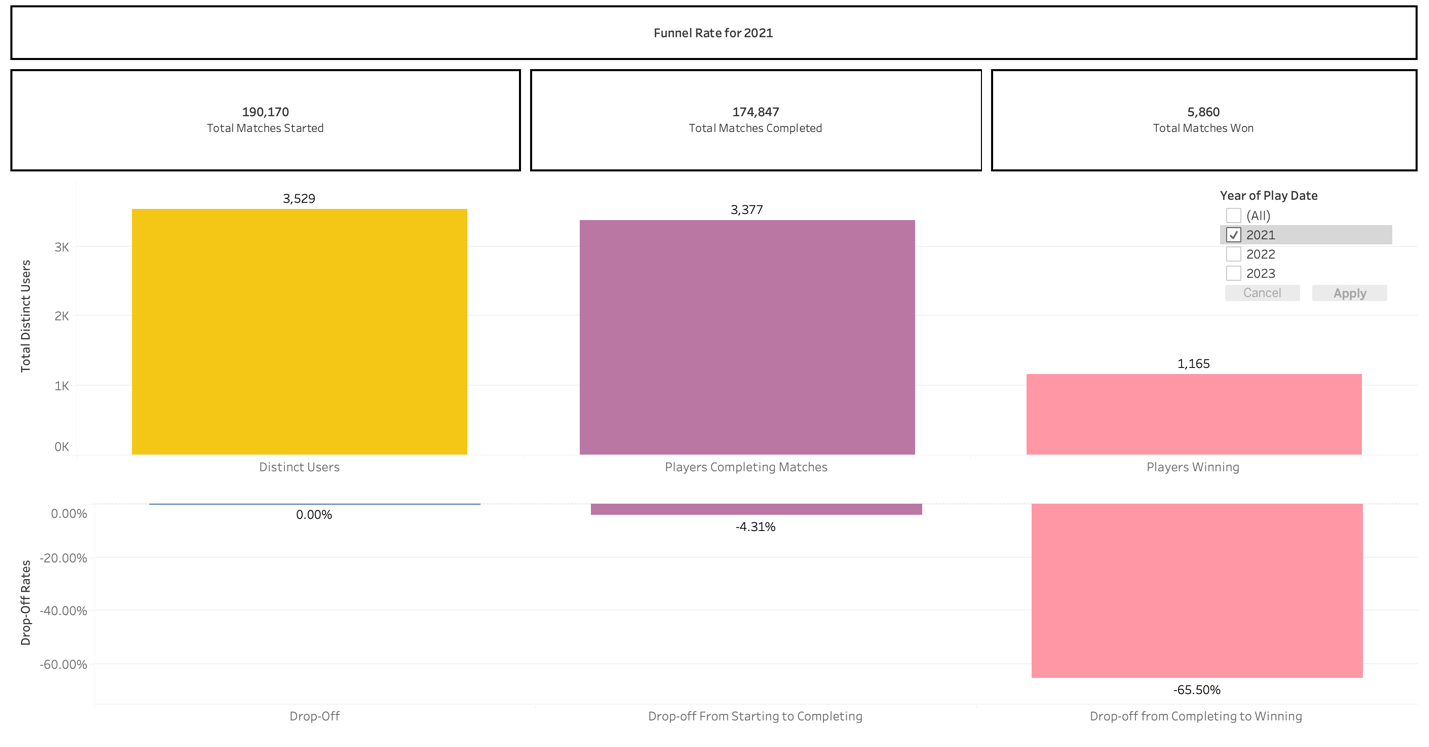 Funnel Rate for 2021
190,170
Total Matches Started
174,847
Total Matches Completed
5,860
Total Matches Won
Total Distinct Users
3K
2K
1K
0K
3,529
3,377
1,165
Distinct Users
Players Completing Matches
Players Winning
Year of Play Date
(All)
2021
2022
2023
Cancel
Apply
Drop-Off Rates
0.00%
-20.00%
-40.00%
-60.00%
0.00%
-4.31%
-65.50%
Drop-Off
Drop-off From Starting to Completing
Drop-off from Completing to Winning